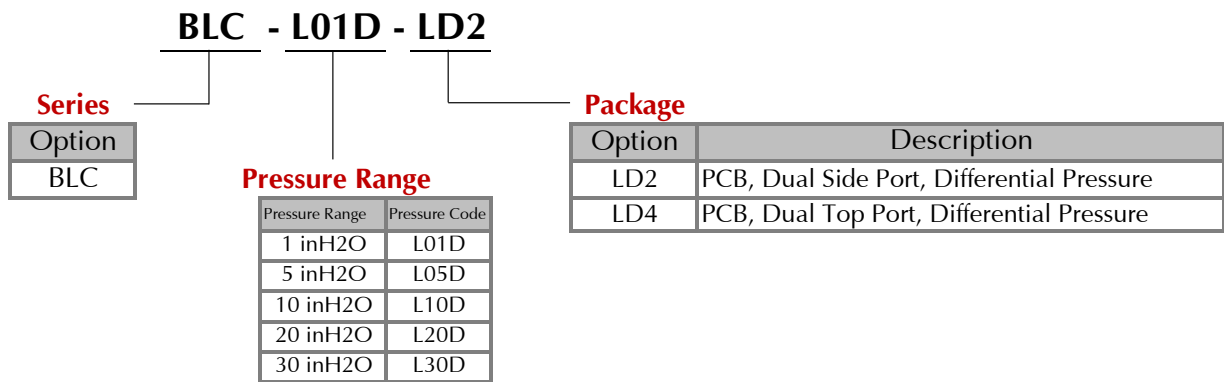 BLC - L01D - LD2
Series
Option
BLC
Pressure Range
Pressure Range Pressure Code
1 inH2O L01D
5 inH2O L05D
10 inH2O L10D
20 inH2O L20D
30 inH2O L30D
Package
Option Description
LD2 PCB, Dual Side Port, Differential Pressure
LD4 PCB, Dual Top Port, Differential Pressure